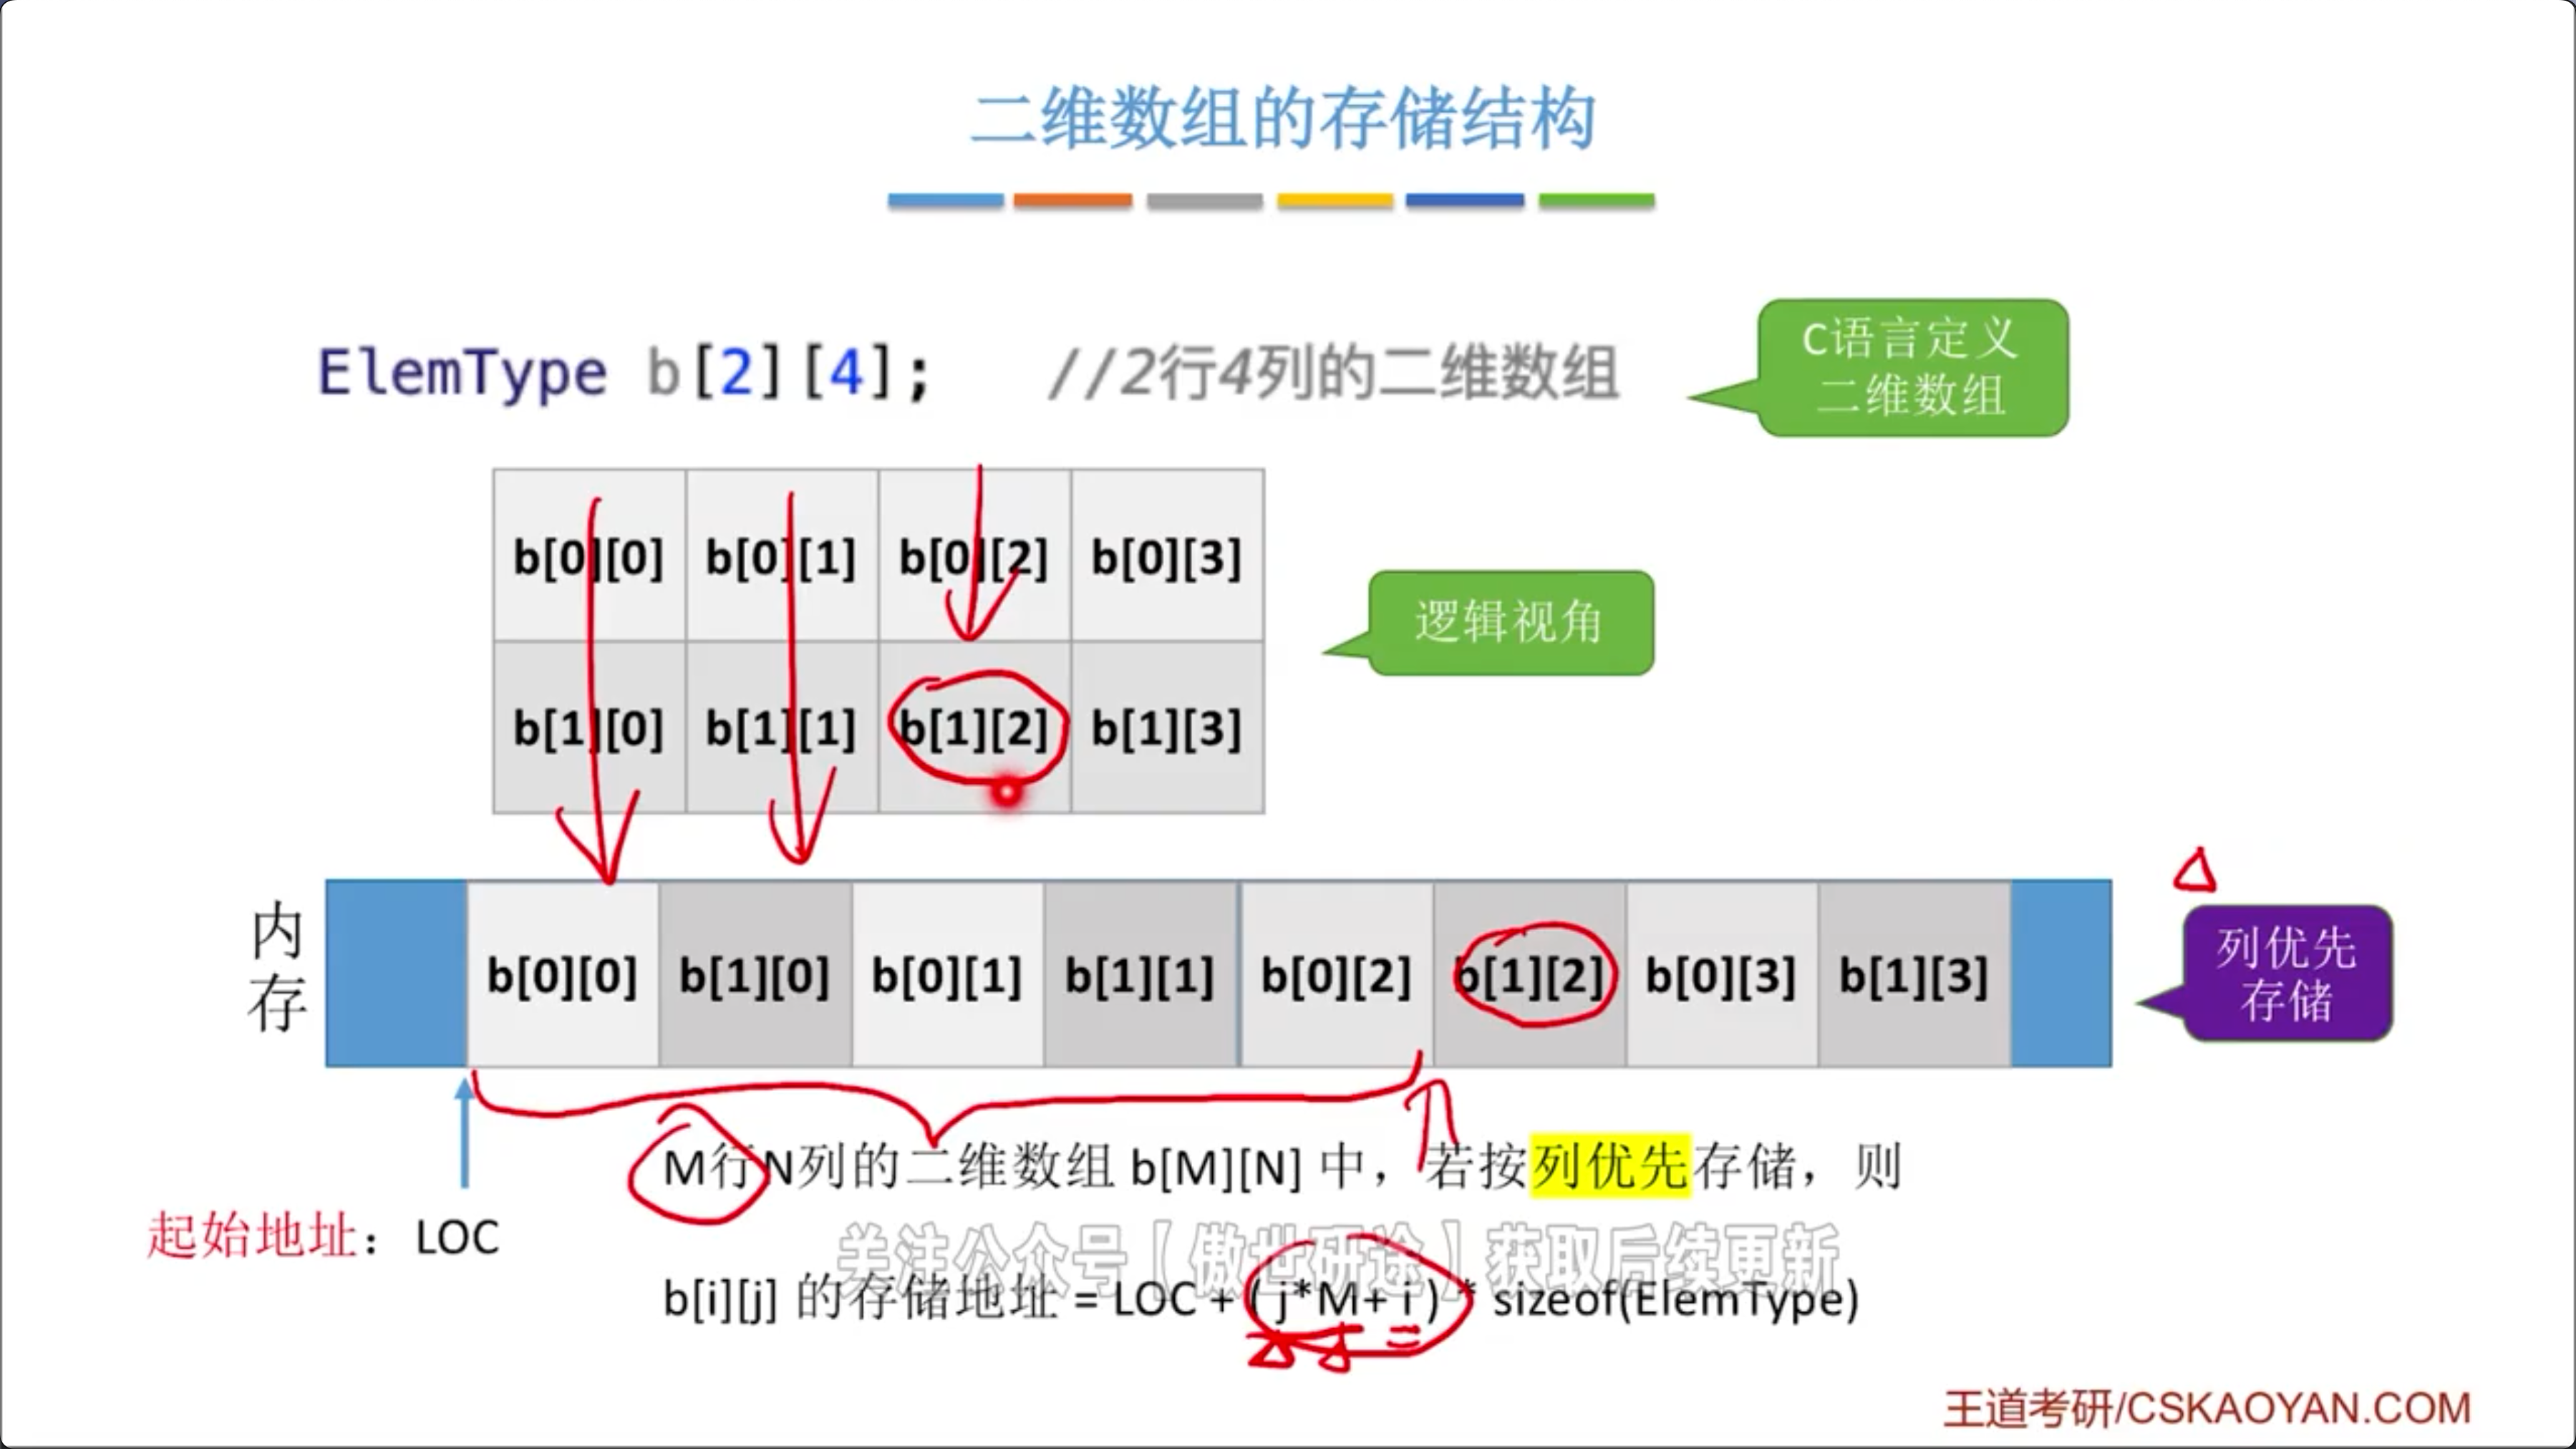 二维数组的存储结构
ElemType b[2][4]; //2行4列的二维数组
C语言定义
二维数组
b[0][0] b[0][1] b[0][2] b[0][3]
b[1][0] b[1][1] b[1][2] b[1][3]
逻辑视角
内存
b[0][0] b[1][0] b[0][1] b[1][1] b[0][2] b[1][2] b[0][3] b[1][3]
列优先
存储
起始地址：LOC
M行N列的二维数组 b[M][N] 中，若按列优先存储，则
关注公众号【傲世研途】获取后续更新
b[i][j] 的存储地址 = LOC + ( j*M+ i ) * sizeof(ElemType)
王道考研/CSKAOYAN.COM